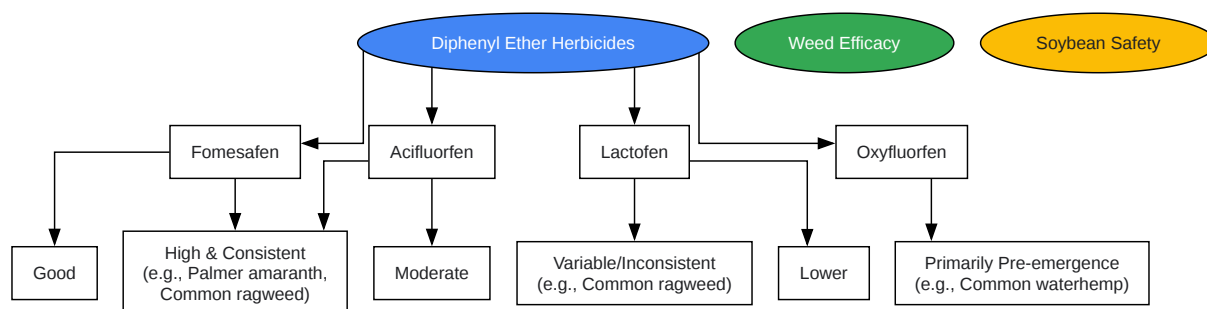 Diphenyl Ether Herbicides
Weed Efficacy
Soybean Safety
Fomesafen
Acifluorfen
Lactofen
Oxyfluorfen
Good
High & Consistent
(e.g., Palmer amaranth,
Common ragweed)
Moderate
Variable/Inconsistent
(e.g., Common ragweed)
Lower
Primarily Pre-emergence
(e.g., Common waterhemp)